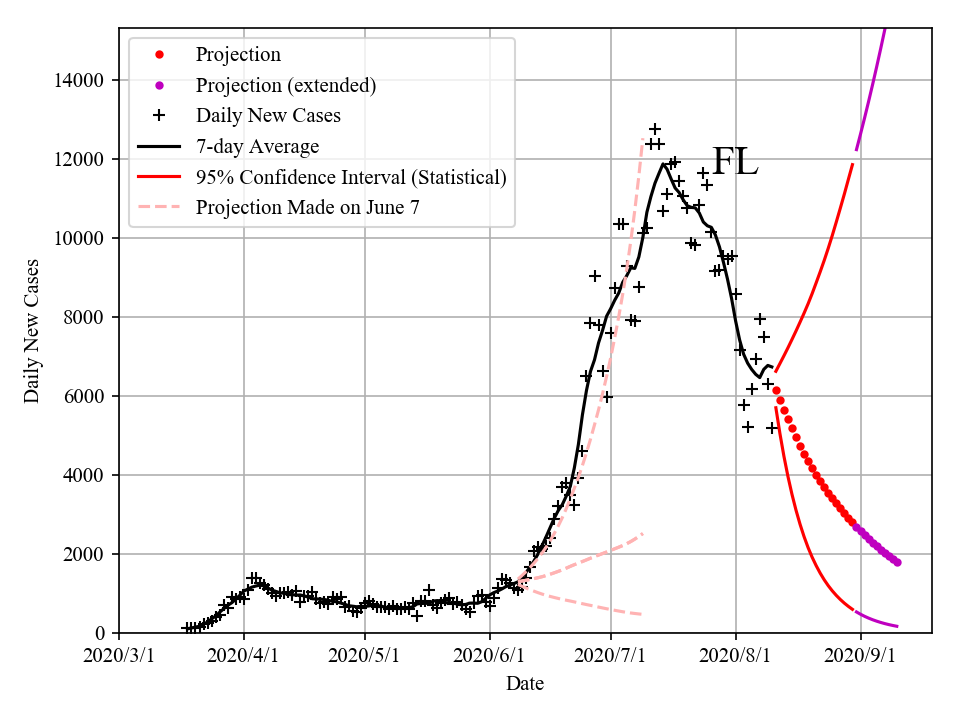 Projection
Projection (extended)
Daily New Cases
7-day Average
95% Confidence Interval (Statistical)
Projection Made on June 7
FL
14000
12000
10000
8000
6000
4000
2000
0
Daily New Cases
2020/3/1 2020/4/1 2020/5/1 2020/6/1 2020/7/1 2020/8/1 2020/9/1
Date